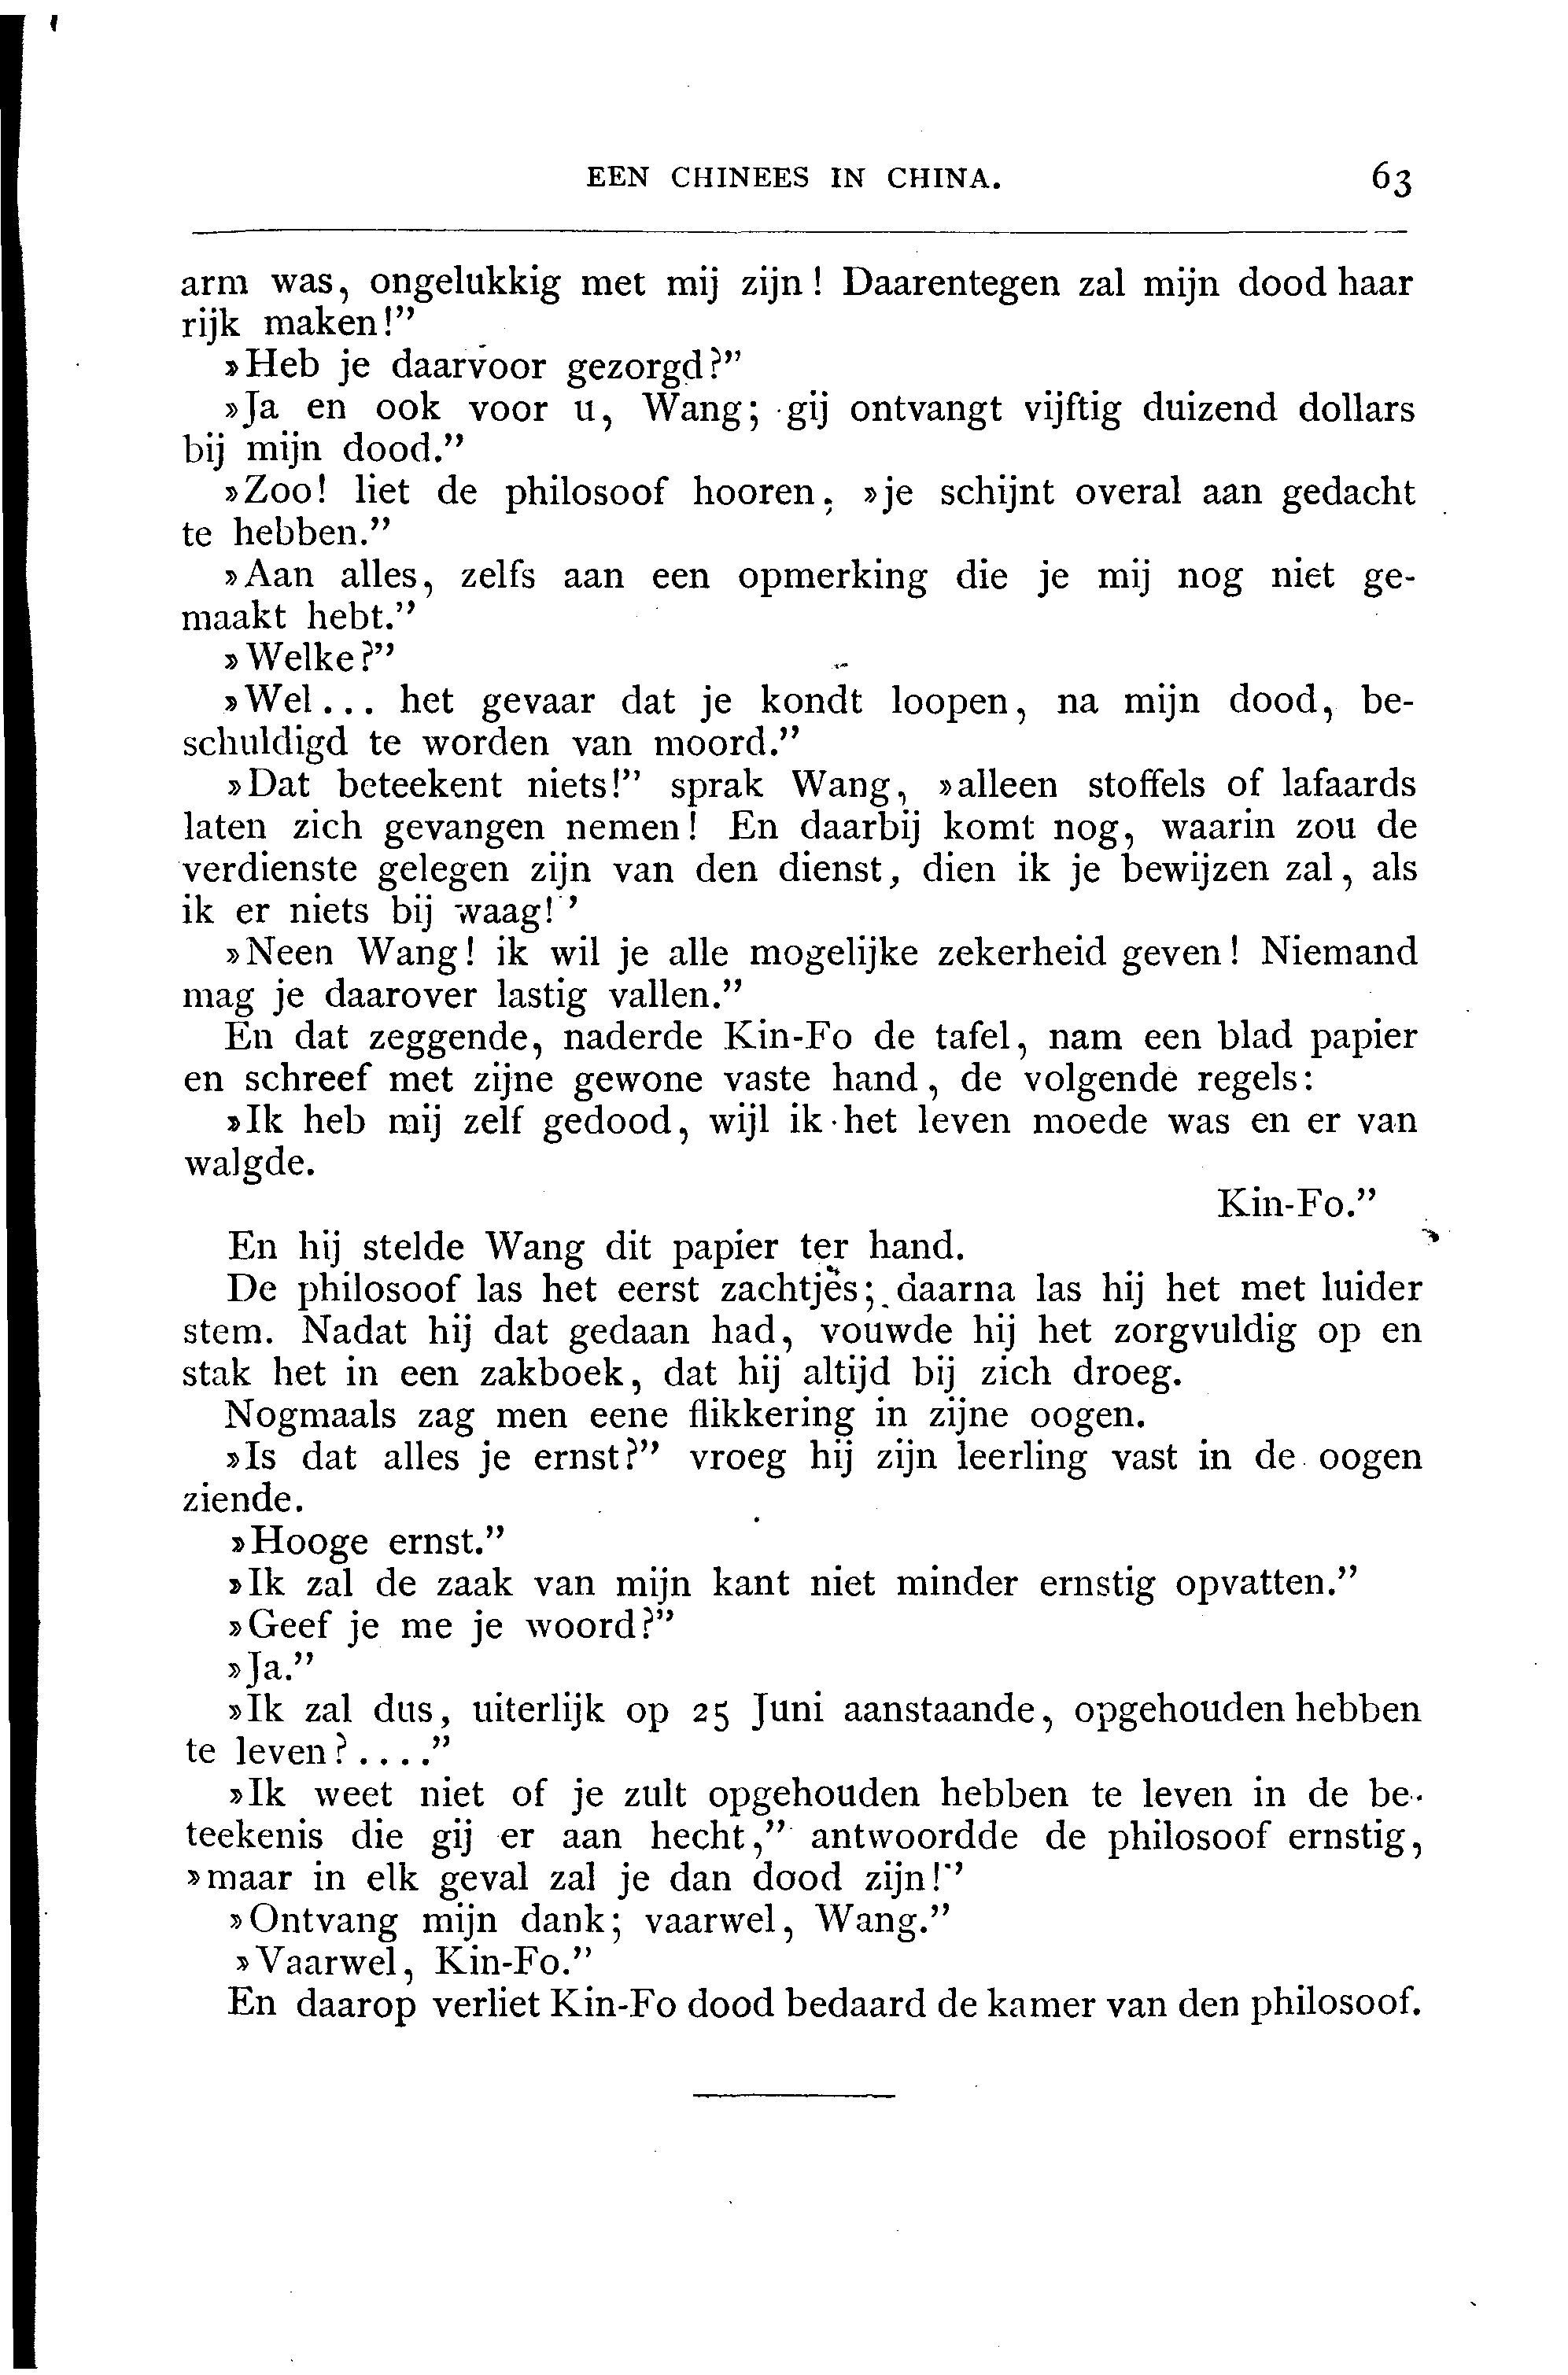 EEN CHINEES IN CHINA. 63
arm was, ongelukkig met mij zijn! Daarentegen zal mijn dood haar
rijk maken!”
»Heb je daarvoor gezorgd?”
»Ja en ook voor u, Wang; gij ontvangt vijftig duizend dollars
bij mijn dood.”
»Zoo! liet de philosoof hooren, »je schijnt overal aan gedacht
te hebben.”
»Aan alles, zelfs aan een opmerking die je mij nog niet ge-
maakt hebt.”
»Welke?”
»Wel... het gevaar dat je kondt loopen, na mijn dood, be-
schuldigd te worden van moord.”
»Dat beteekent niets!” sprak Wang, »alleen stoffels of lafaards
laten zich gevangen nemen! En daarbij komt nog, waarin zou de
verdienste gelegen zijn van den dienst, dien ik je bewijzen zal, als
ik er niets bij waag!”
»Neen Wang! ik wil je alle mogelijke zekerheid geven! Niemand
mag je daarover lastig vallen.”
En dat zeggende, naderde Kin-Fo de tafel, nam een blad papier
en schreef met zijne gewone vaste hand, de volgende regels:
»Ik heb mij zelf gedood, wijl ik het leven moede was en er van
walgde.
Kin-Fo.”
En hij stelde Wang dit papier ter hand.
De philosoof las het eerst zachtjes; daarna las hij het met luider
stem. Nadat hij dat gedaan had, vouwde hij het zorgvuldig op en
stak het in een zakboek, dat hij altijd bij zich droeg.
Nogmaals zag men eene flikkering in zijne oogen.
»Is dat alles je ernst?” vroeg hij zijn leerling vast in de oogen
ziende.
»Hooge ernst.”
»Ik zal de zaak van mijn kant niet minder ernstig opvatten.”
»Geef je me je woord?”
»Ja.”
»Ik zal dus, uiterlijk op 25 Juni aanstaande, opgehouden hebben
te leven?....”
»Ik weet niet of je zult opgehouden hebben te leven in de be-
teekenis die gij er aan hecht,” antwoordde de philosoof ernstig,
»maar in elk geval zal je dan dood zijn!”
»Ontvang mijn dank; vaarwel, Wang.”
»Vaarwel, Kin-Fo.”
En daarop verliet Kin-Fo dood bedaard de kamer van den philosoof.